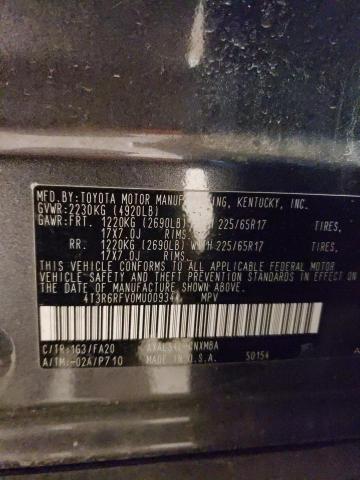 MFD.BY: TOYOTA MOTOR MANUFACTURING, KENTUCKY, INC.
GVWR: 2230KG (4920LB)
GAWR: FRT. 1220KG (2690LB) WITH 225/65R17 TIRES,
17X7.0J RIMS,
RR. 1220KG (2690LB) WITH 225/65R17 TIRES,
17X7.0J RIMS,
THIS VEHICLE CONFORMS TO ALL APPLICABLE FEDERAL MOTOR
VEHICLE SAFETY AND THEFT PREVENTION STANDARDS IN EFFECT ON
THE DATE OF MANUFACTURE SHOWN ABOVE.
MPV
C/TR: 1G3/FA20
A/TM: -02A/P710 MADE IN U.S.A. S0154